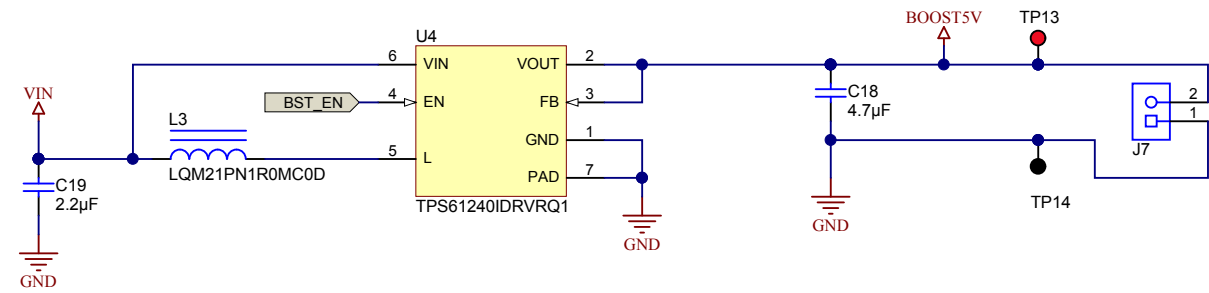 BOOST5V
TP13
U4
6
VIN
VOUT
2
VIN
BST_EN
4
EN
FB
3
C18
4.7µF
2
1
J7
L3
GND
1
5
L
PAD
7
LQM21PN1R0MC0D
C19
2.2µF
TPS61240IDRVRQ1
TP14
GND
GND
GND